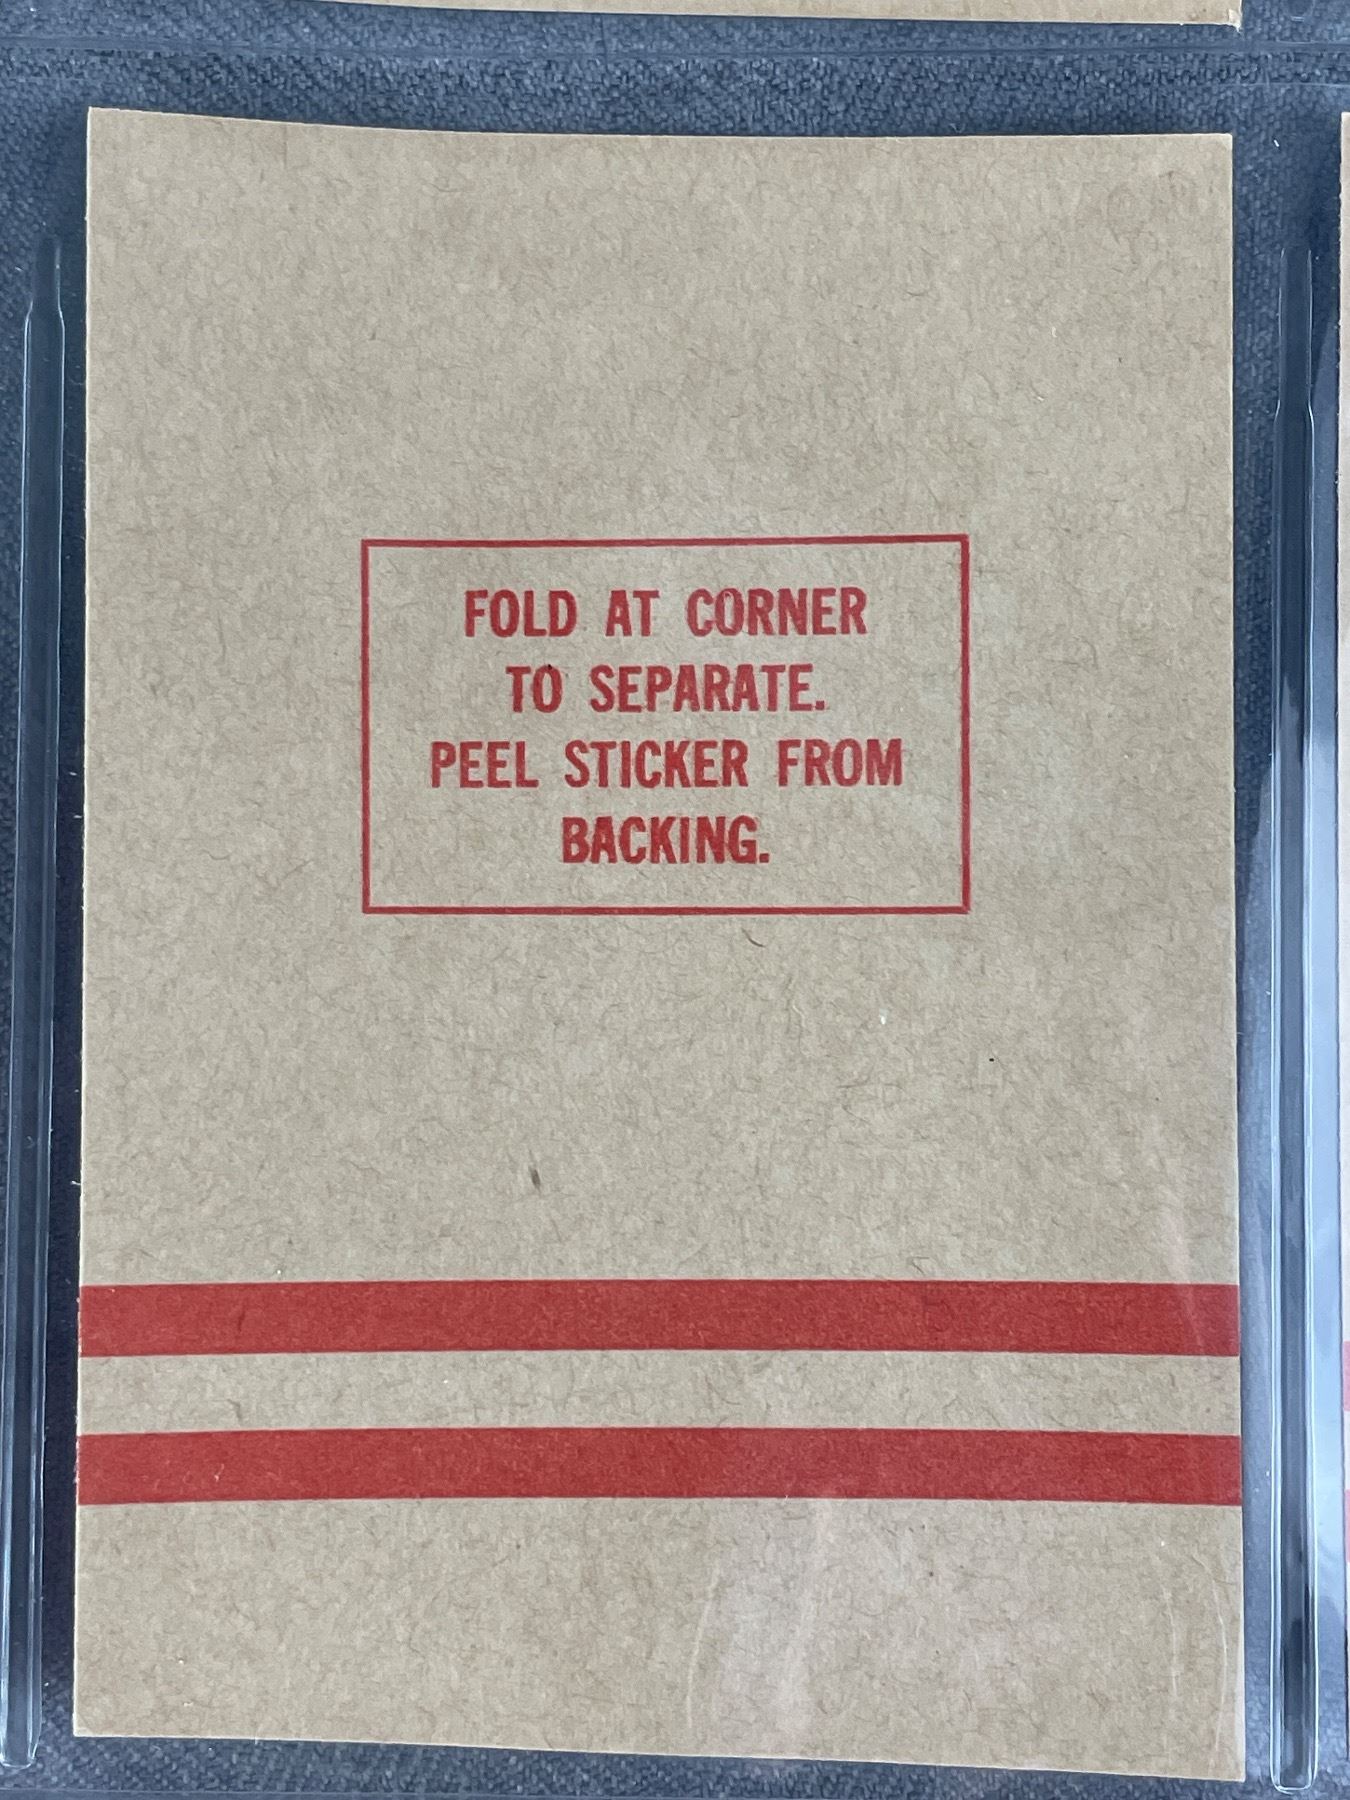 FOLD AT CORNER
TO SEPARATE.
PEEL STICKER FROM
BACKING.